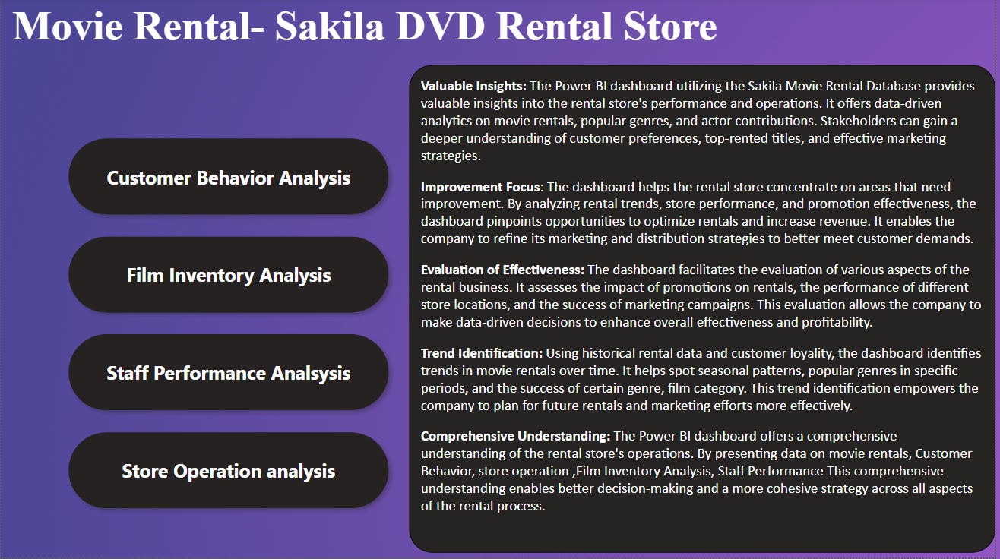 Movie Rental- Sakila DVD Rental Store
Customer Behavior Analysis
Film Inventory Analysis
Staff Performance Analsysis
Store Operation analysis
Valuable Insights: The Power BI dashboard utilizing the Sakila Movie Rental Database provides
valuable insights into the rental store's performance and operations. It offers data-driven
analytics on movie rentals, popular genres, and actor contributions. Stakeholders can gain a
deeper understanding of customer preferences, top-rented titles, and effective marketing
strategies.
Improvement Focus: The dashboard helps the rental store concentrate on areas that need
improvement. By analyzing rental trends, store performance, and promotion effectiveness, the
dashboard pinpoints opportunities to optimize rentals and increase revenue. It enables the
company to refine its marketing and distribution strategies to better meet customer demands.
Evaluation of Effectiveness: The dashboard facilitates the evaluation of various aspects of the
rental business. It assesses the impact of promotions on rentals, the performance of different
store locations, and the success of marketing campaigns. This evaluation allows the company to
make data-driven decisions to enhance overall effectiveness and profitability.
Trend Identification: Using historical rental data and customer loyality, the dashboard identifies
trends in movie rentals over time. It helps spot seasonal patterns, popular genres in specific
periods, and the success of certain genre, film category. This trend identification empowers the
company to plan for future rentals and marketing efforts more effectively.
Comprehensive Understanding: The Power BI dashboard offers a comprehensive
understanding of the rental store's operations. By presenting data on movie rentals, Customer
Behavior, store operation ,Film Inventory Analysis, Staff Performance This comprehensive
understanding enables better decision-making and a more cohesive strategy across all aspects
of the rental process.